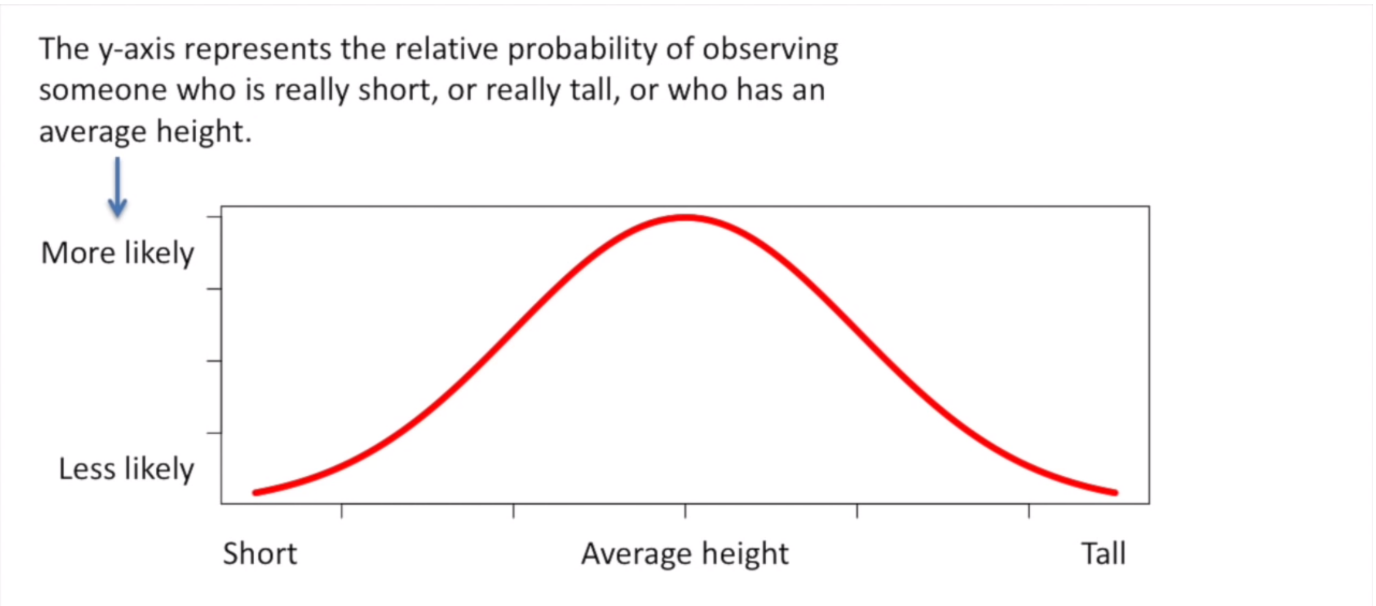 The y-axis represents the relative probability of observing
someone who is really short, or really tall, or who has an
average height.
More likely
Less likely
Short
Average height
Tall